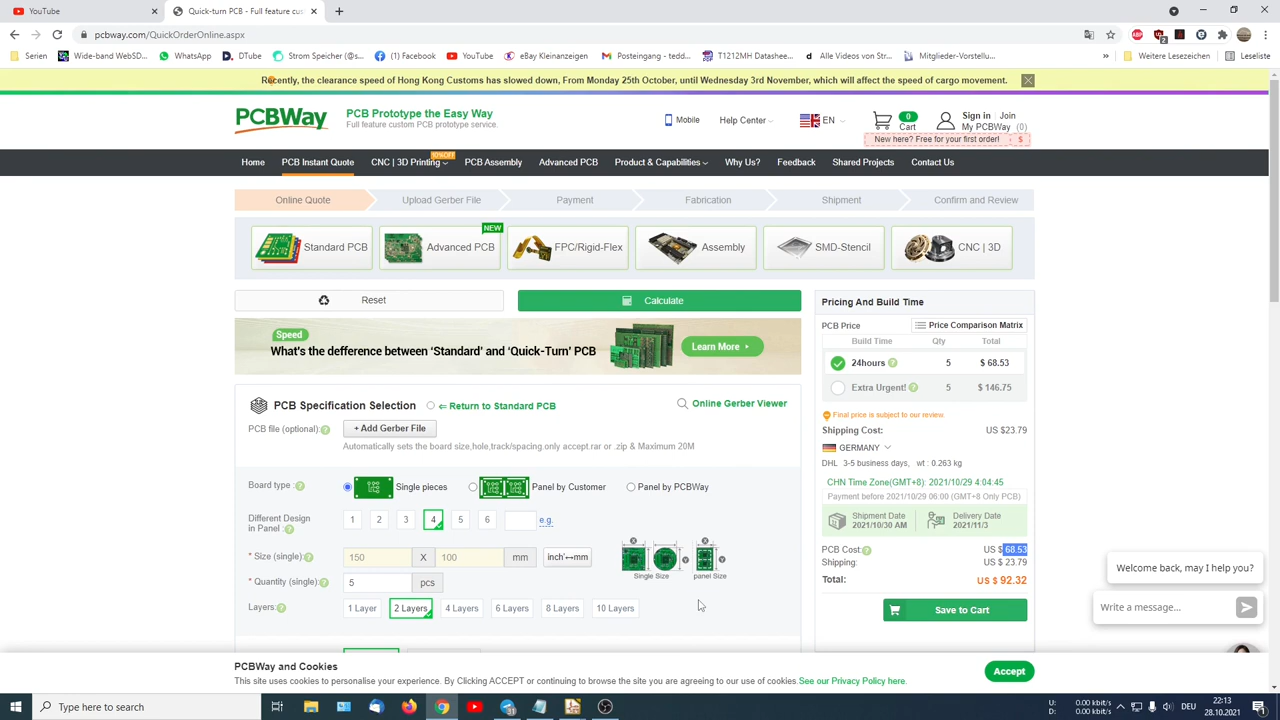 YouTube
Quick-turn PCB - Full feature cus
pcbway.com/QuickOrderOnline.aspx
Serien
Wide-band WebSD...
WhatsApp
DTube
Strom Speicher (@s...
(1) Facebook
YouTube
eBay Kleinanzeigen
Posteingang - tedd...
T1212MH Datashee...
Alle Videos von Str...
Mitglieder-Vorstellu...
Weitere Lesezeichen
Leseliste
Recently, the clearance speed of Hong Kong Customs has slowed down, From Monday 25th October, until Wednesday 3rd November, which will affect the speed of cargo movement.
PCBWay
PCB Prototype the Easy Way
Full feature custom PCB prototype service.
Mobile
Help Center
EN
0
Cart
Sign in
Join
My PCBWay (0)
New here? Free for your first order! $
Home
PCB Instant Quote
CNC | 3D Printing
PCB Assembly
Advanced PCB
Product & Capabilities
Why Us?
Feedback
Shared Projects
Contact Us
Online Quote
Upload Gerber File
Payment
Fabrication
Shipment
Confirm and Review
Standard PCB
NEW
Advanced PCB
FPC/Rigid-Flex
Assembly
SMD-Stencil
CNC | 3D
Reset
Calculate
Speed
What's the defference between 'Standard' and 'Quick-Turn' PCB
Learn More
PCB Specification Selection
⇐ Return to Standard PCB
Online Gerber Viewer
PCB file (optional):
+ Add Gerber File
Automatically sets the board size,hole,track/spacing.only accept.rar or .zip & Maximum 20M
Board type :
Single pieces
Panel by Customer
Panel by PCBWay
Different Design
in Panel :
1
2
3
4
5
6
e.g.
* Size (single):
150
X
100
mm
inch'↔mm
Single Size
panel Size
* Quantity (single):
5
pcs
Layers:
1 Layer
2 Layers
4 Layers
6 Layers
8 Layers
10 Layers
Pricing And Build Time
PCB Price
Price Comparison Matrix
Build Time
Qty
Total
24hours
5
$ 68.53
Extra Urgent!
5
$ 146.75
Final price is subject to our review.
Shipping Cost:
US $23.79
GERMANY
DHL 3-5 business days, wt : 0.263 kg
CHN Time Zone(GMT+8): 2021/10/29 4:04:45
Payment before 2021/10/29 06:00 (GMT+8 Only PCB)
Shipment Date
2021/10/30 AM
Delivery Date
2021/11/3
PCB Cost:
US $ 68.53
Shipping:
US $ 23.79
Total:
US $ 92.32
Save to Cart
Welcome back, may I help you?
Write a message...
PCBWay and Cookies
This site uses cookies to personalise your experience. By Clicking ACCEPT or continuing to browse the site you are agreeing to our use of cookies.See our Privacy Policy here.
Accept
Type here to search
U:
D:
0.00 kbit/s
0.00 kbit/s
DEU
22:13
28.10.2021